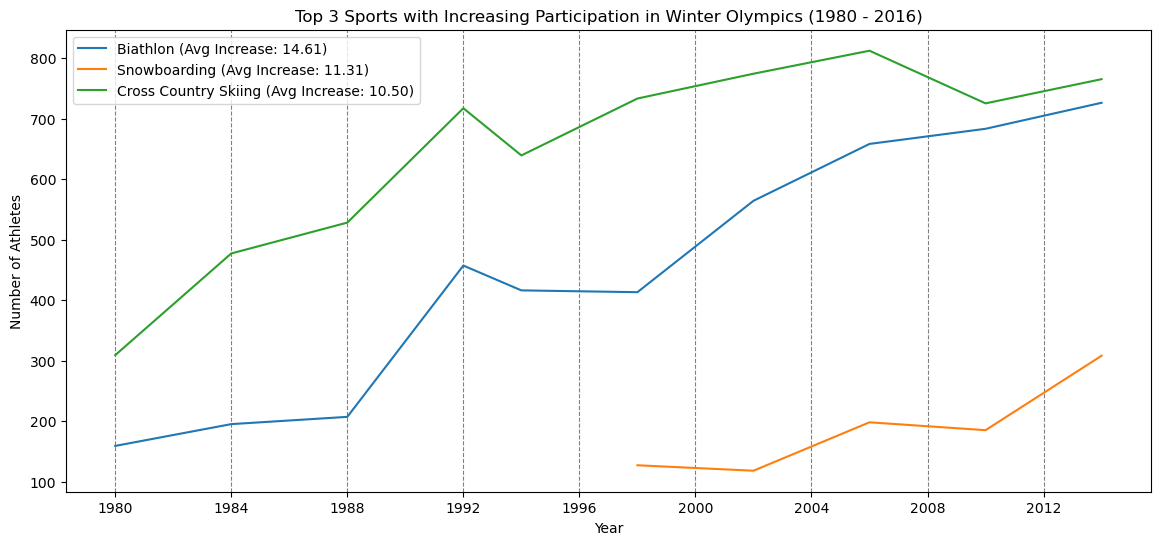 Top 3 Sports with Increasing Participation in Winter Olympics (1980 - 2016)
Biathlon (Avg Increase: 14.61)
Snowboarding (Avg Increase: 11.31)
Cross Country Skiing (Avg Increase: 10.50)
Number of Athletes
800
700
600
500
400
300
200
100
1980 1984 1988 1992 1996 2000 2004 2008 2012
Year